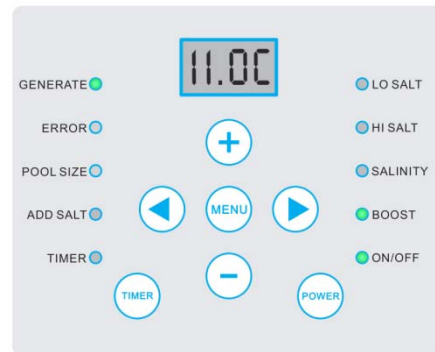 11.0C
GENERATE
LO SALT
ERROR
HI SALT
POOL SIZE
SALINITY
ADD SALT
MENU
BOOST
TIMER
ON/OFF
TIMER
POWER